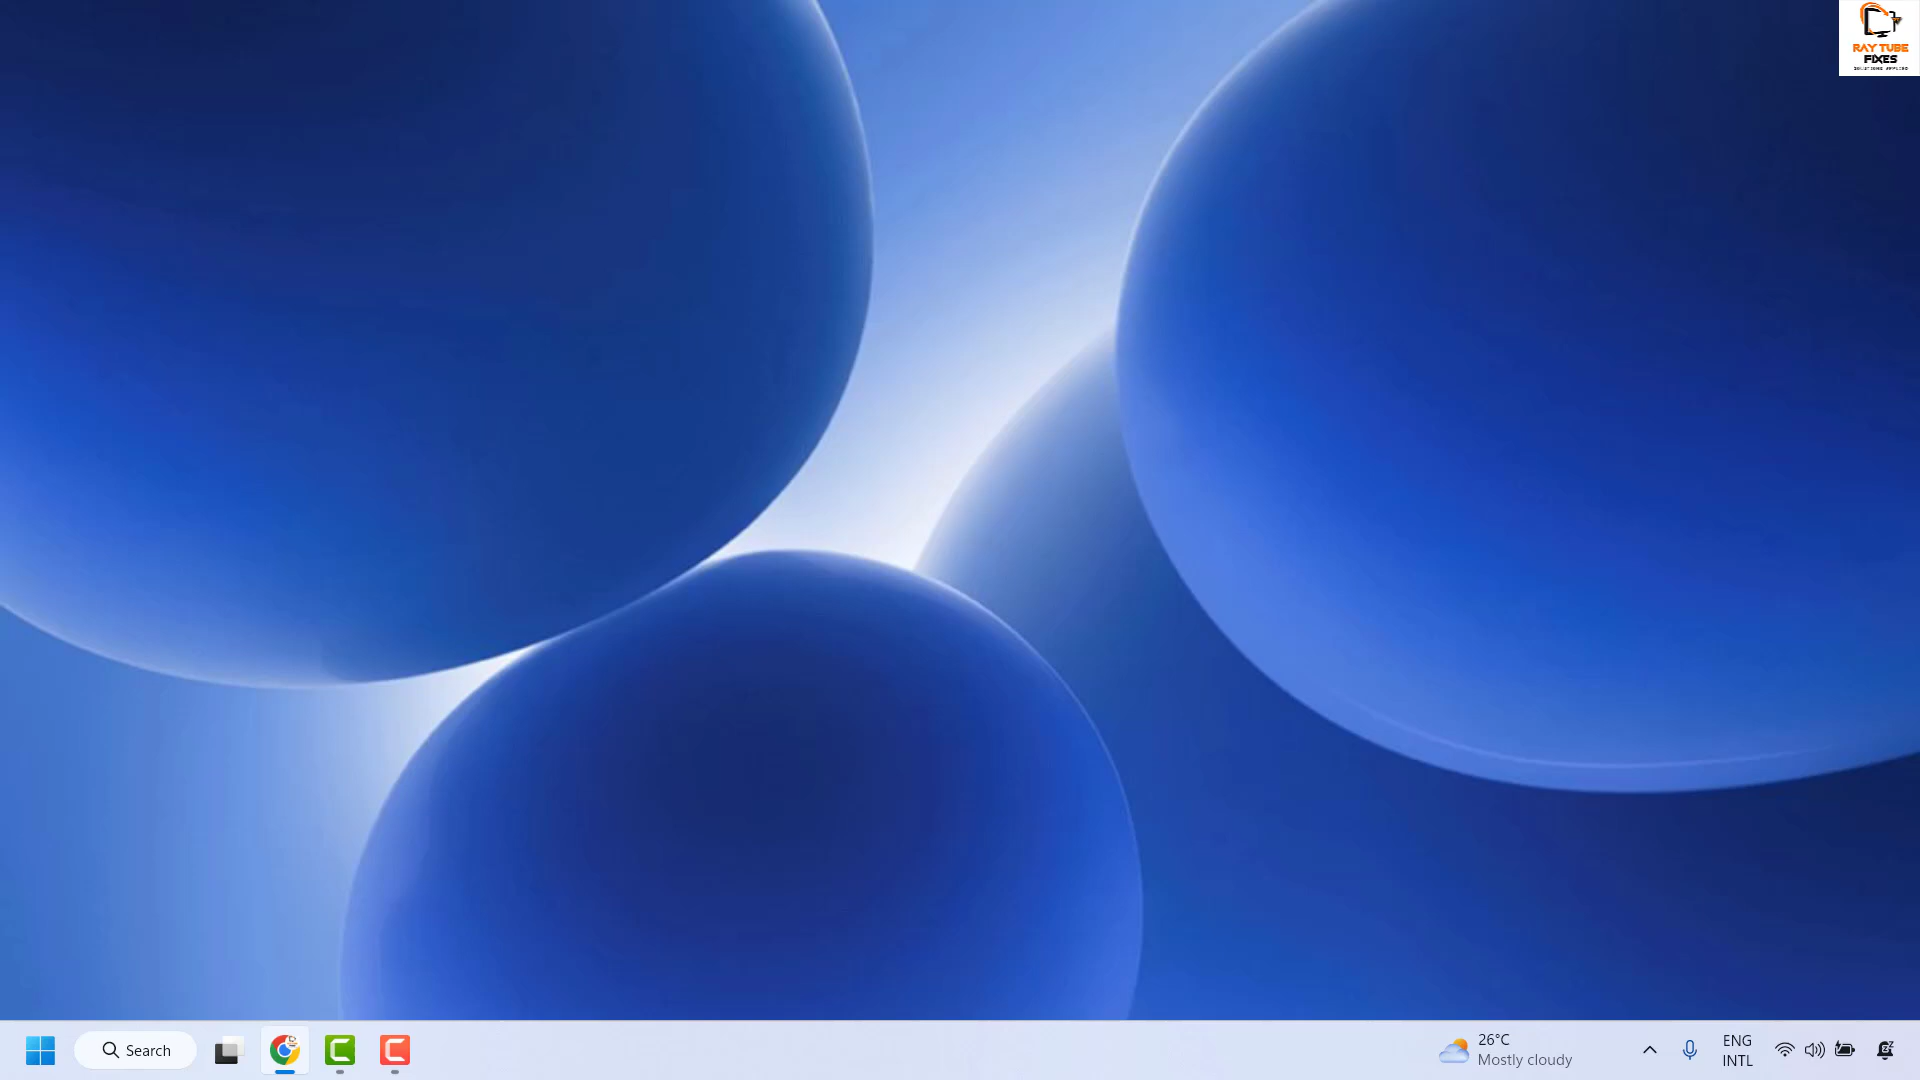 RAY TUBE
FIXES
Search
26°C
Mostly cloudy
ENG
INTL